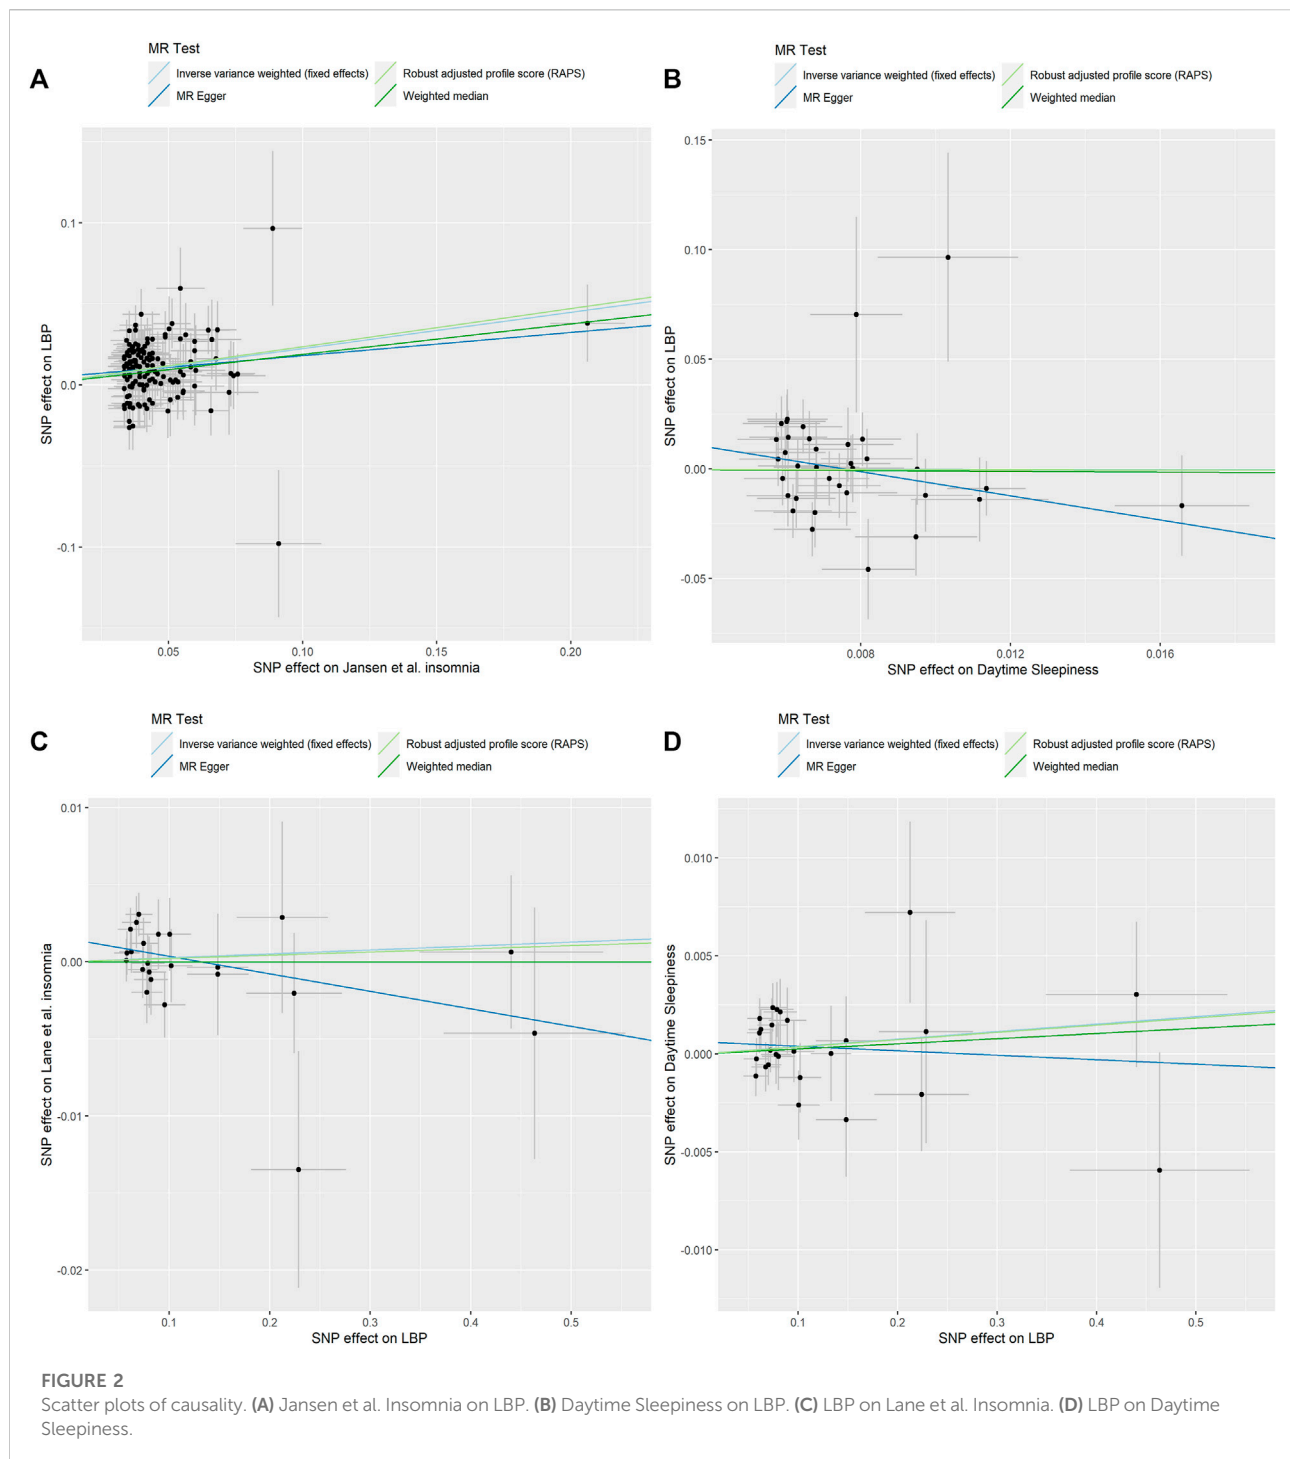 A
MR Test
Inverse variance weighted (fixed effects)
Robust adjusted profile score (RAPS)
MR Egger
Weighted median
0.1
0.0
-0.1
SNP effect on LBP
0.05
0.10
0.15
0.20
SNP effect on Jansen et al. insomnia
B
MR Test
Inverse variance weighted (fixed effects)
Robust adjusted profile score (RAPS)
MR Egger
Weighted median
0.15
0.10
0.05
0.00
-0.05
SNP effect on LBP
0.008
0.012
0.016
SNP effect on Daytime Sleepiness
C
MR Test
Inverse variance weighted (fixed effects)
Robust adjusted profile score (RAPS)
MR Egger
Weighted median
0.01
0.00
-0.01
-0.02
SNP effect on Lane et al. insomnia
0.1
0.2
0.3
0.4
0.5
SNP effect on LBP
D
MR Test
Inverse variance weighted (fixed effects)
Robust adjusted profile score (RAPS)
MR Egger
Weighted median
0.010
0.005
0.000
-0.005
-0.010
SNP effect on Daytime Sleepiness
0.1
0.2
0.3
0.4
0.5
SNP effect on LBP
FIGURE 2
Scatter plots of causality. (A) Jansen et al. Insomnia on LBP. (B) Daytime Sleepiness on LBP. (C) LBP on Lane et al. Insomnia. (D) LBP on Daytime
Sleepiness.